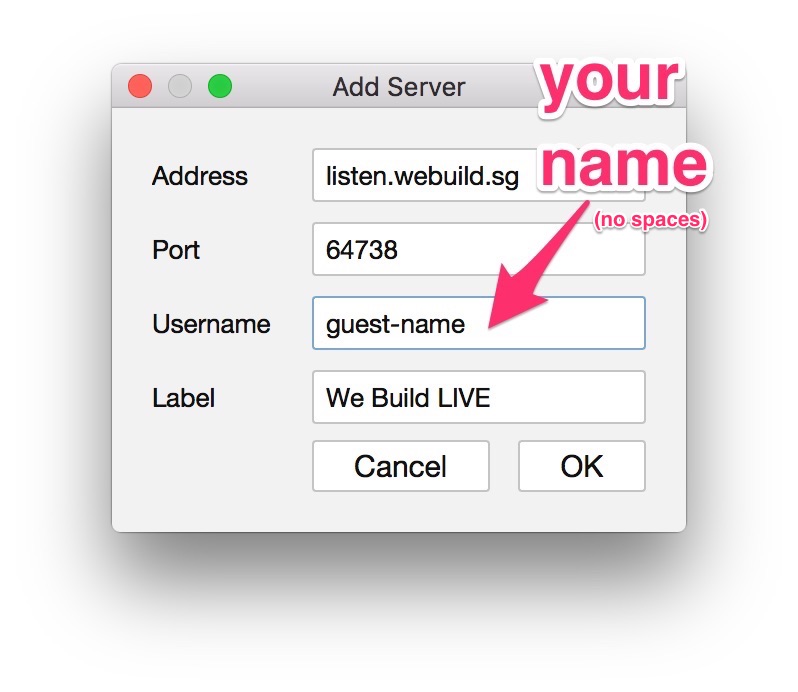 Add Server
your
name
(no spaces)
Address listen.webuild.sg
Port 64738
Username guest-name
Label We Build LIVE
Cancel OK